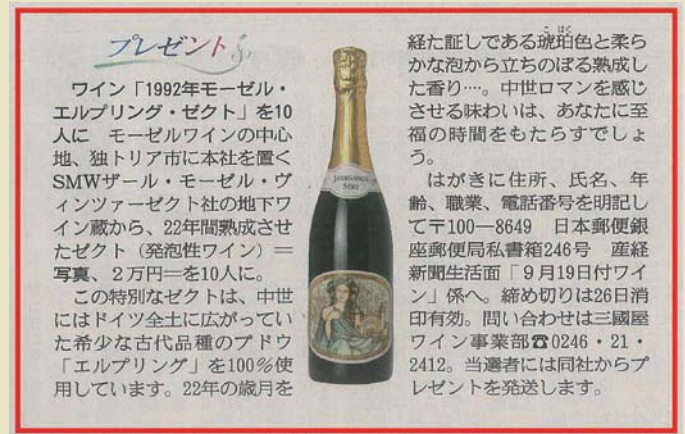 プレゼント
ワイン「1992年モーゼル・
エルプリング・ゼクト」を10
人に　モーゼルワインの中心
地、独トリア市に本社を置く
SMWザール・モーゼル・ヴ
ィンツァーゼクト社の地下ワ
イン蔵から、22年間熟成させ
たゼクト（発泡性ワイン）＝
写真、２万円＝を10人に。
この特別なゼクトは、中世
にはドイツ全土に広がってい
た希少な古代品種のブドウ
「エルプリング」を100％使
用しています。22年の歳月を
JAHRGANGS
SEKT
こはく
経た証しである琥珀色と柔ら
かな泡から立ちのぼる熟成し
た香り…。中世ロマンを感じ
させる味わいは、あなたに至
福の時間をもたらすでしょ
う。
はがきに住所、氏名、年
齢、職業、電話番号を明記し
て〒100―8649　日本郵便銀
座郵便局私書箱246号　産経
新聞生活面「９月19日付ワイ
ン」係へ。締め切りは26日消
印有効。問い合わせは三國屋
ワイン事業部☎0246・21・
2412。当選者には同社からプ
レゼントを発送します。